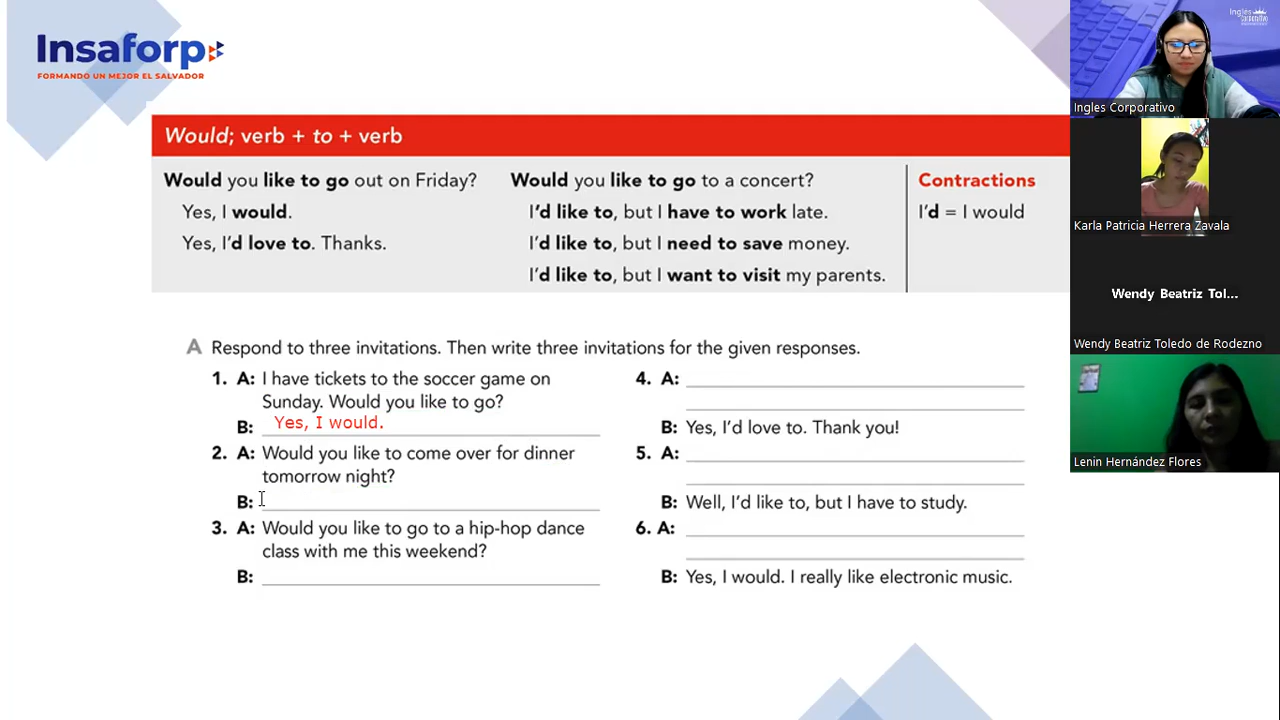 Insaforp
FORMANDO UN MEJOR EL SALVADOR
Would; verb + to + verb
Would you like to go out on Friday?
Yes, I would.
Yes, I'd love to. Thanks.
Would you like to go to a concert?
I'd like to, but I have to work late.
I'd like to, but I need to save money.
I'd like to, but I want to visit my parents.
Contractions
I'd = I would
A Respond to three invitations. Then write three invitations for the given responses.
1. A: I have tickets to the soccer game on
Sunday. Would you like to go?
B: Yes, I would.
2. A: Would you like to come over for dinner
tomorrow night?
B:
3. A: Would you like to go to a hip-hop dance
class with me this weekend?
B:
4. A:
B: Yes, I'd love to. Thank you!
5. A:
B: Well, I'd like to, but I have to study.
6. A:
B: Yes, I would. I really like electronic music.
Ingles
Corporativo
Ingles Corporativo
Karla Patricia Herrera Zavala
Wendy Beatriz Tol...
Wendy Beatriz Toledo de Rodezno
Lenin Hernández Flores